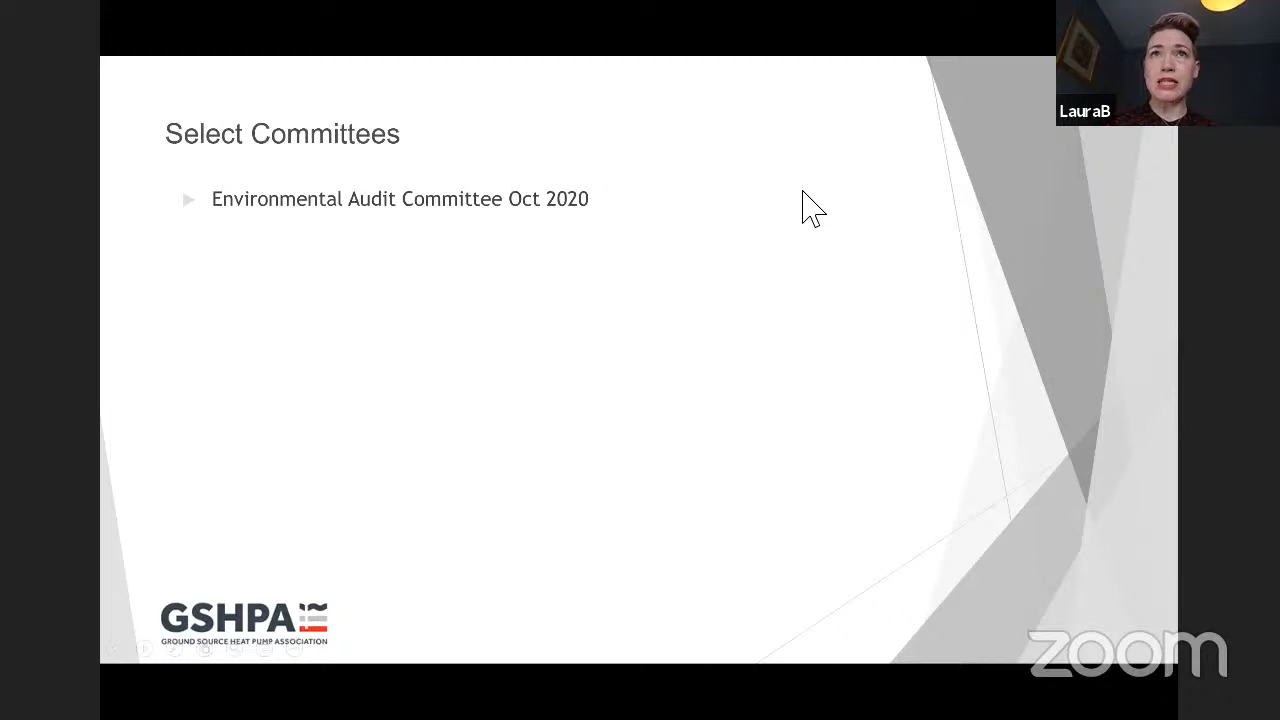 LauraB
Select Committees
Environmental Audit Committee Oct 2020
GSHPA
GROUND SOURCE HEAT PUMP ASSOCIATION
zoom